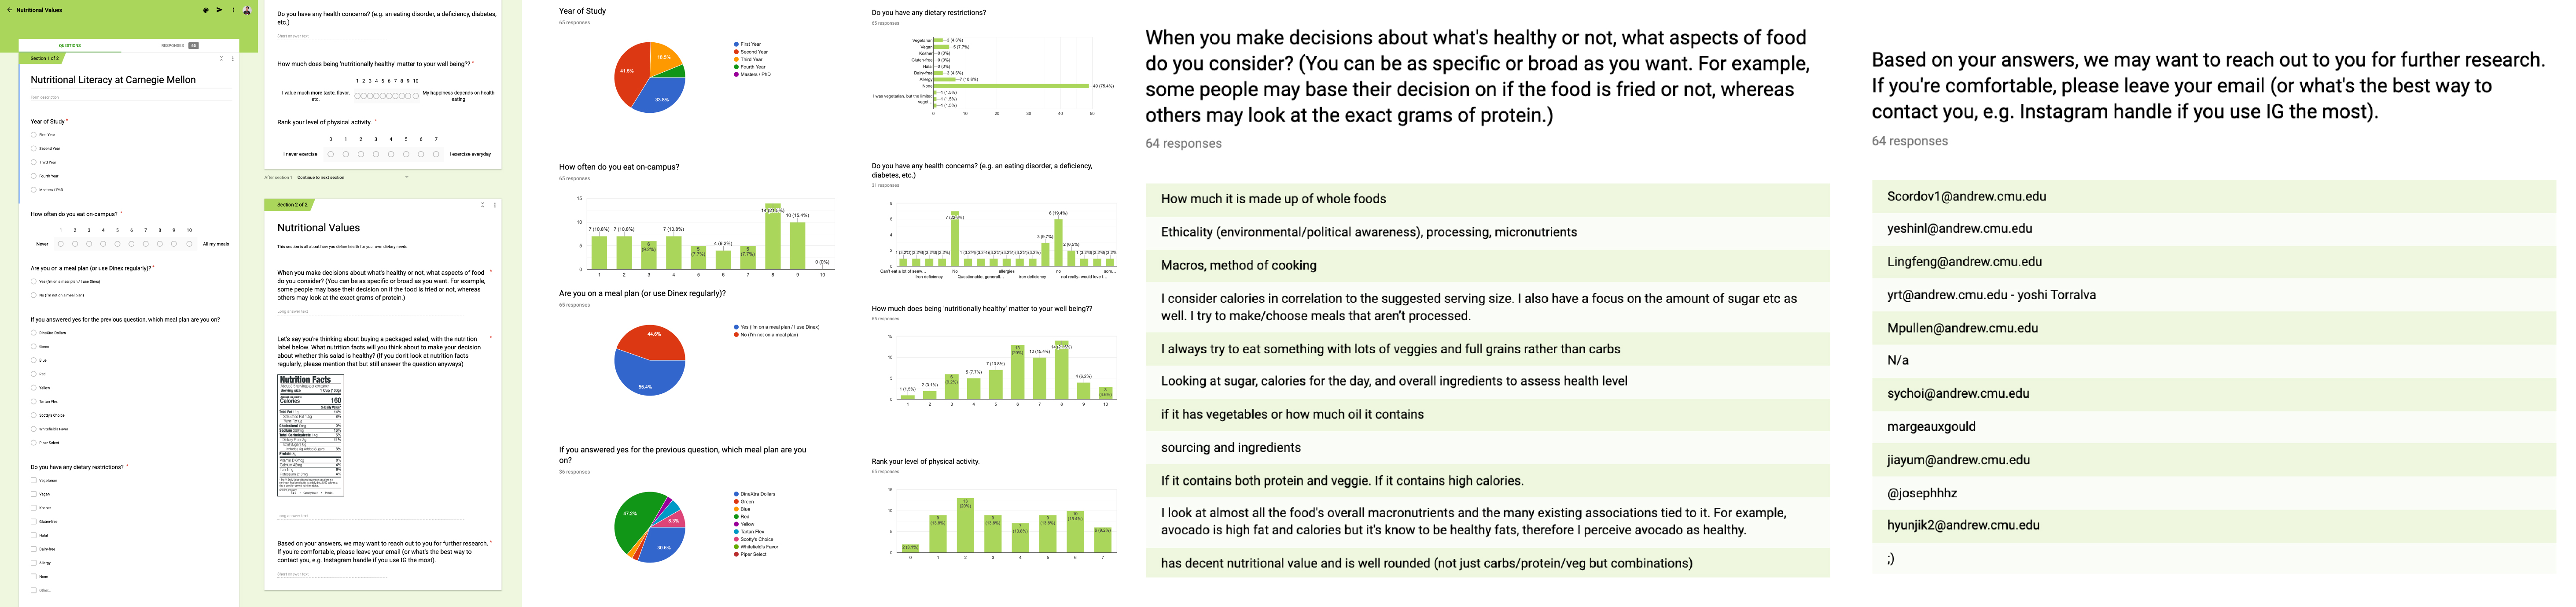 Nutritional Values
QUESTIONS
RESPONSES 65
Section 1 of 2
Nutritional Literacy at Carnegie Mellon
Form description
Year of Study *
First Year
Second Year
Third Year
Fourth Year
Masters / PhD
How often do you eat on-campus? *
1 2 3 4 5 6 7 8 9 10
Never
All my meals
Are you on a meal plan (or use Dinex regularly)? *
Yes (I'm on a meal plan / I use Dinex)
No (I'm not on a meal plan)
If you answered yes for the previous question, which meal plan are you on?
DineXtra Dollars
Green
Blue
Red
Yellow
Tartan Flex
Scotty's Choice
Whitefield's Favor
Piper Select
Do you have any dietary restrictions? *
Vegetarian
Vegan
Kosher
Gluten-free
Halal
Dairy-free
Allergy
None
Other...
Do you have any health concerns? (e.g. an eating disorder, a deficiency, diabetes,
etc.)
Short answer text
How much does being 'nutritionally healthy' matter to your well being?? *
1 2 3 4 5 6 7 8 9 10
I value much more taste, flavor,
etc.
My happiness depends on health
eating
Rank your level of physical activity. *
0 1 2 3 4 5 6 7
I never exercise
I exercise everyday
After section 1 Continue to next section
Section 2 of 2
Nutritional Values
This section is all about how you define health for your own dietary needs.
When you make decisions about what's healthy or not, what aspects of food *
do you consider? (You can be as specific or broad as you want. For example,
some people may base their decision on if the food is fried or not, whereas
others may look at the exact grams of protein.)
Long answer text
Let's say you're thinking about buying a packaged salad, with the nutrition *
label below. What nutrition facts will you think about to make your decision
about whether this salad is healthy? (If you don't look at nutrition facts
regularly, please mention that but still answer the question anyways)
Nutrition Facts
Calories 160
Long answer text
Based on your answers, we may want to reach out to you for further research. *
If you're comfortable, please leave your email (or what's the best way to
contact you, e.g. Instagram handle if you use IG the most).
Short answer text
Year of Study
65 responses
41.5%
33.8%
First Year
Second Year
Third Year
Fourth Year
Masters / PhD
How often do you eat on-campus?
65 responses
15
10
5
0
7 (10.8%)
7 (10.8%)
6 (9.2%)
7 (10.8%)
5 (7.7%)
4 (6.2%)
5 (7.7%)
14 (21.5%)
10 (15.4%)
0 (0%)
1 2 3 4 5 6 7 8 9 10
Are you on a meal plan (or use Dinex regularly)?
65 responses
44.6%
55.4%
Yes (I'm on a meal plan / I use Dinex)
No (I'm not on a meal plan)
If you answered yes for the previous question, which meal plan are you
on?
36 responses
47.2%
8.3%
30.6%
DineXtra Dollars
Green
Blue
Red
Yellow
Tartan Flex
Scotty's Choice
Whitefield's Favor
Piper Select
Do you have any dietary restrictions?
65 responses
Vegetarian 3 (4.6%)
Vegan 5 (7.7%)
Kosher 0 (0%)
Gluten-free 0 (0%)
Halal 0 (0%)
Dairy-free 3 (4.6%)
Allergy 7 (10.8%)
None 49 (75.4%)
1 (1.5%)
I was vegetarian, but the limited
veget... 1 (1.5%)
1 (1.5%)
0 10 20 30 40 50
Do you have any health concerns? (e.g. an eating disorder, a deficiency,
diabetes, etc.)
31 responses
8
6
4
2
0
Can't eat a lot of swee...
Iron deficiency
No
Questionable, generall...
allergies
iron deficiency
no
not really- would love t...
som...
How much does being 'nutritionally healthy' matter to your well being??
65 responses
15
10
5
0
1 (1.5%)
2 (3.1%)
6 (9.2%)
5 (7.7%)
7 (10.8%)
13 (20%)
10 (15.4%)
14 (21.5%)
4 (6.2%)
3 (4.6%)
1 2 3 4 5 6 7 8 9 10
Rank your level of physical activity.
65 responses
15
10
5
0
2 (3.1%)
9 (13.8%)
13 (20%)
9 (13.8%)
7 (10.8%)
9 (13.8%)
10 (15.4%)
6 (9.2%)
0 1 2 3 4 5 6 7
When you make decisions about what's healthy or not, what aspects of food
do you consider? (You can be as specific or broad as you want. For example,
some people may base their decision on if the food is fried or not, whereas
others may look at the exact grams of protein.)
64 responses
How much it is made up of whole foods
Ethicality (environmental/political awareness), processing, micronutrients
Macros, method of cooking
I consider calories in correlation to the suggested serving size. I also have a focus on the amount of sugar etc as
well. I try to make/choose meals that aren't processed.
I always try to eat something with lots of veggies and full grains rather than carbs
Looking at sugar, calories for the day, and overall ingredients to assess health level
if it has vegetables or how much oil it contains
sourcing and ingredients
If it contains both protein and veggie. If it contains high calories.
I look at almost all the food's overall macronutrients and the many existing associations tied to it. For example,
avocado is high fat and calories but it's know to be healthy fats, therefore I perceive avocado as healthy.
has decent nutritional value and is well rounded (not just carbs/protein/veg but combinations)
Based on your answers, we may want to reach out to you for further research.
If you're comfortable, please leave your email (or what's the best way to
contact you, e.g. Instagram handle if you use IG the most).
64 responses
Scordov1@andrew.cmu.edu
yeshinl@andrew.cmu.edu
Lingfeng@andrew.cmu.edu
yrt@andrew.cmu.edu - yoshi Torralva
Mpullen@andrew.cmu.edu
N/a
sychoi@andrew.cmu.edu
margeauxgould
jiayum@andrew.cmu.edu
@josephhhz
hyunjik2@andrew.cmu.edu
;)